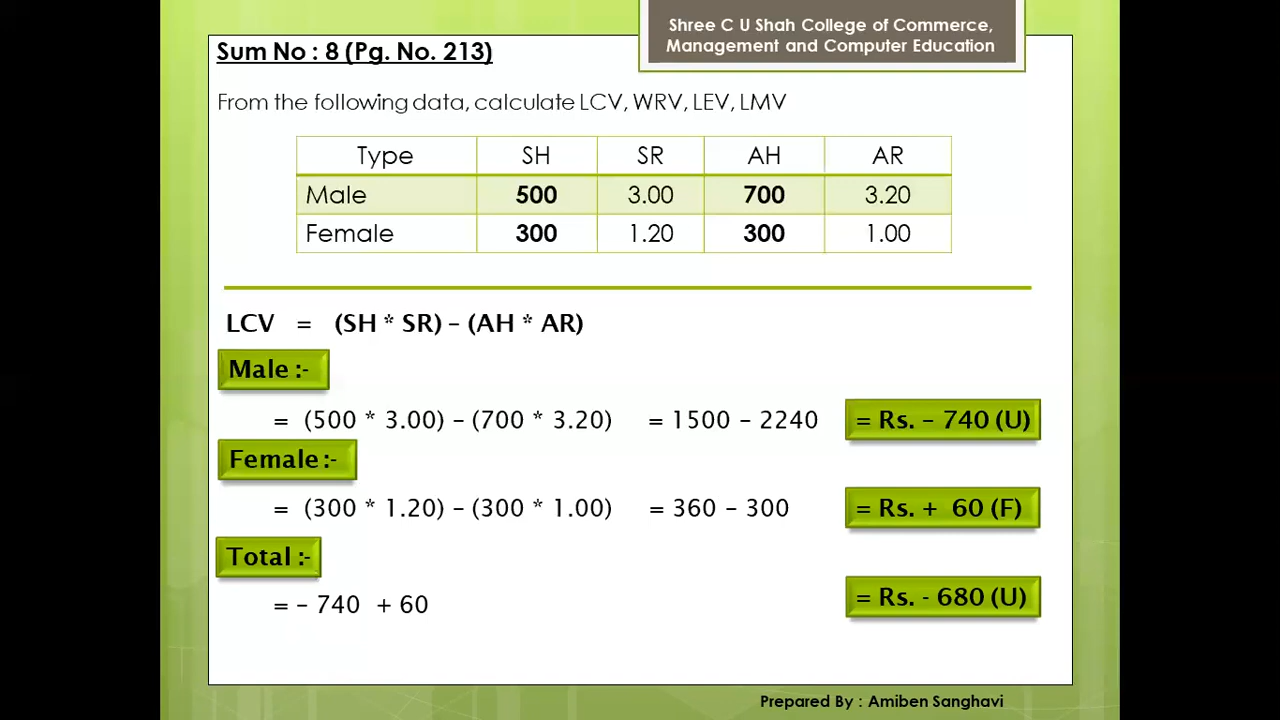 Shree C U Shah College of Commerce,
Management and Computer Education
Sum No : 8 (Pg. No. 213)
From the following data, calculate LCV, WRV, LEV, LMV
Type SH SR AH AR
Male 500 3.00 700 3.20
Female 300 1.20 300 1.00
LCV = (SH * SR) – (AH * AR)
Male :-
= (500 * 3.00) – (700 * 3.20) = 1500 – 2240 = Rs. – 740 (U)
Female :-
= (300 * 1.20) – (300 * 1.00) = 360 – 300 = Rs. + 60 (F)
Total :-
= – 740 + 60 = Rs. - 680 (U)
Prepared By : Amiben Sanghavi